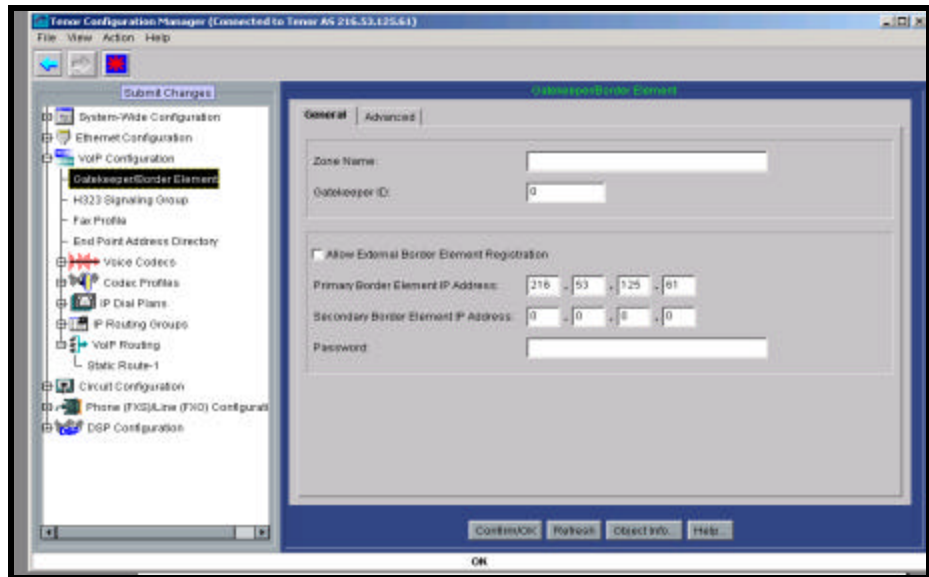 Tenor Configuration Manager (Connected to Tenor AS 216.53.125.61)
File View Action Help
Submit Changes
System-Wide Configuration
Ethernet Configuration
VoIP Configuration
Gatekeeper/Border Element
H323 Signaling Group
Fax Profile
End Point Address Directory
Voice Codecs
Codec Profiles
IP Dial Plans
IP Routing Groups
VoIP Routing
Static Route-1
Circuit Configuration
Phone (FXS)/Line (FXO) Configurati
DSP Configuration
Gatekeeper/Border Element
General Advanced
Zone Name:
Gatekeeper ID: 0
Allow External Border Element Registration
Primary Border Element IP Address: 216 . 53 . 125 . 61
Secondary Border Element IP Address: 0 . 0 . 0 . 0
Password:
Confirm/OK Refresh Object Info... Help...
OK